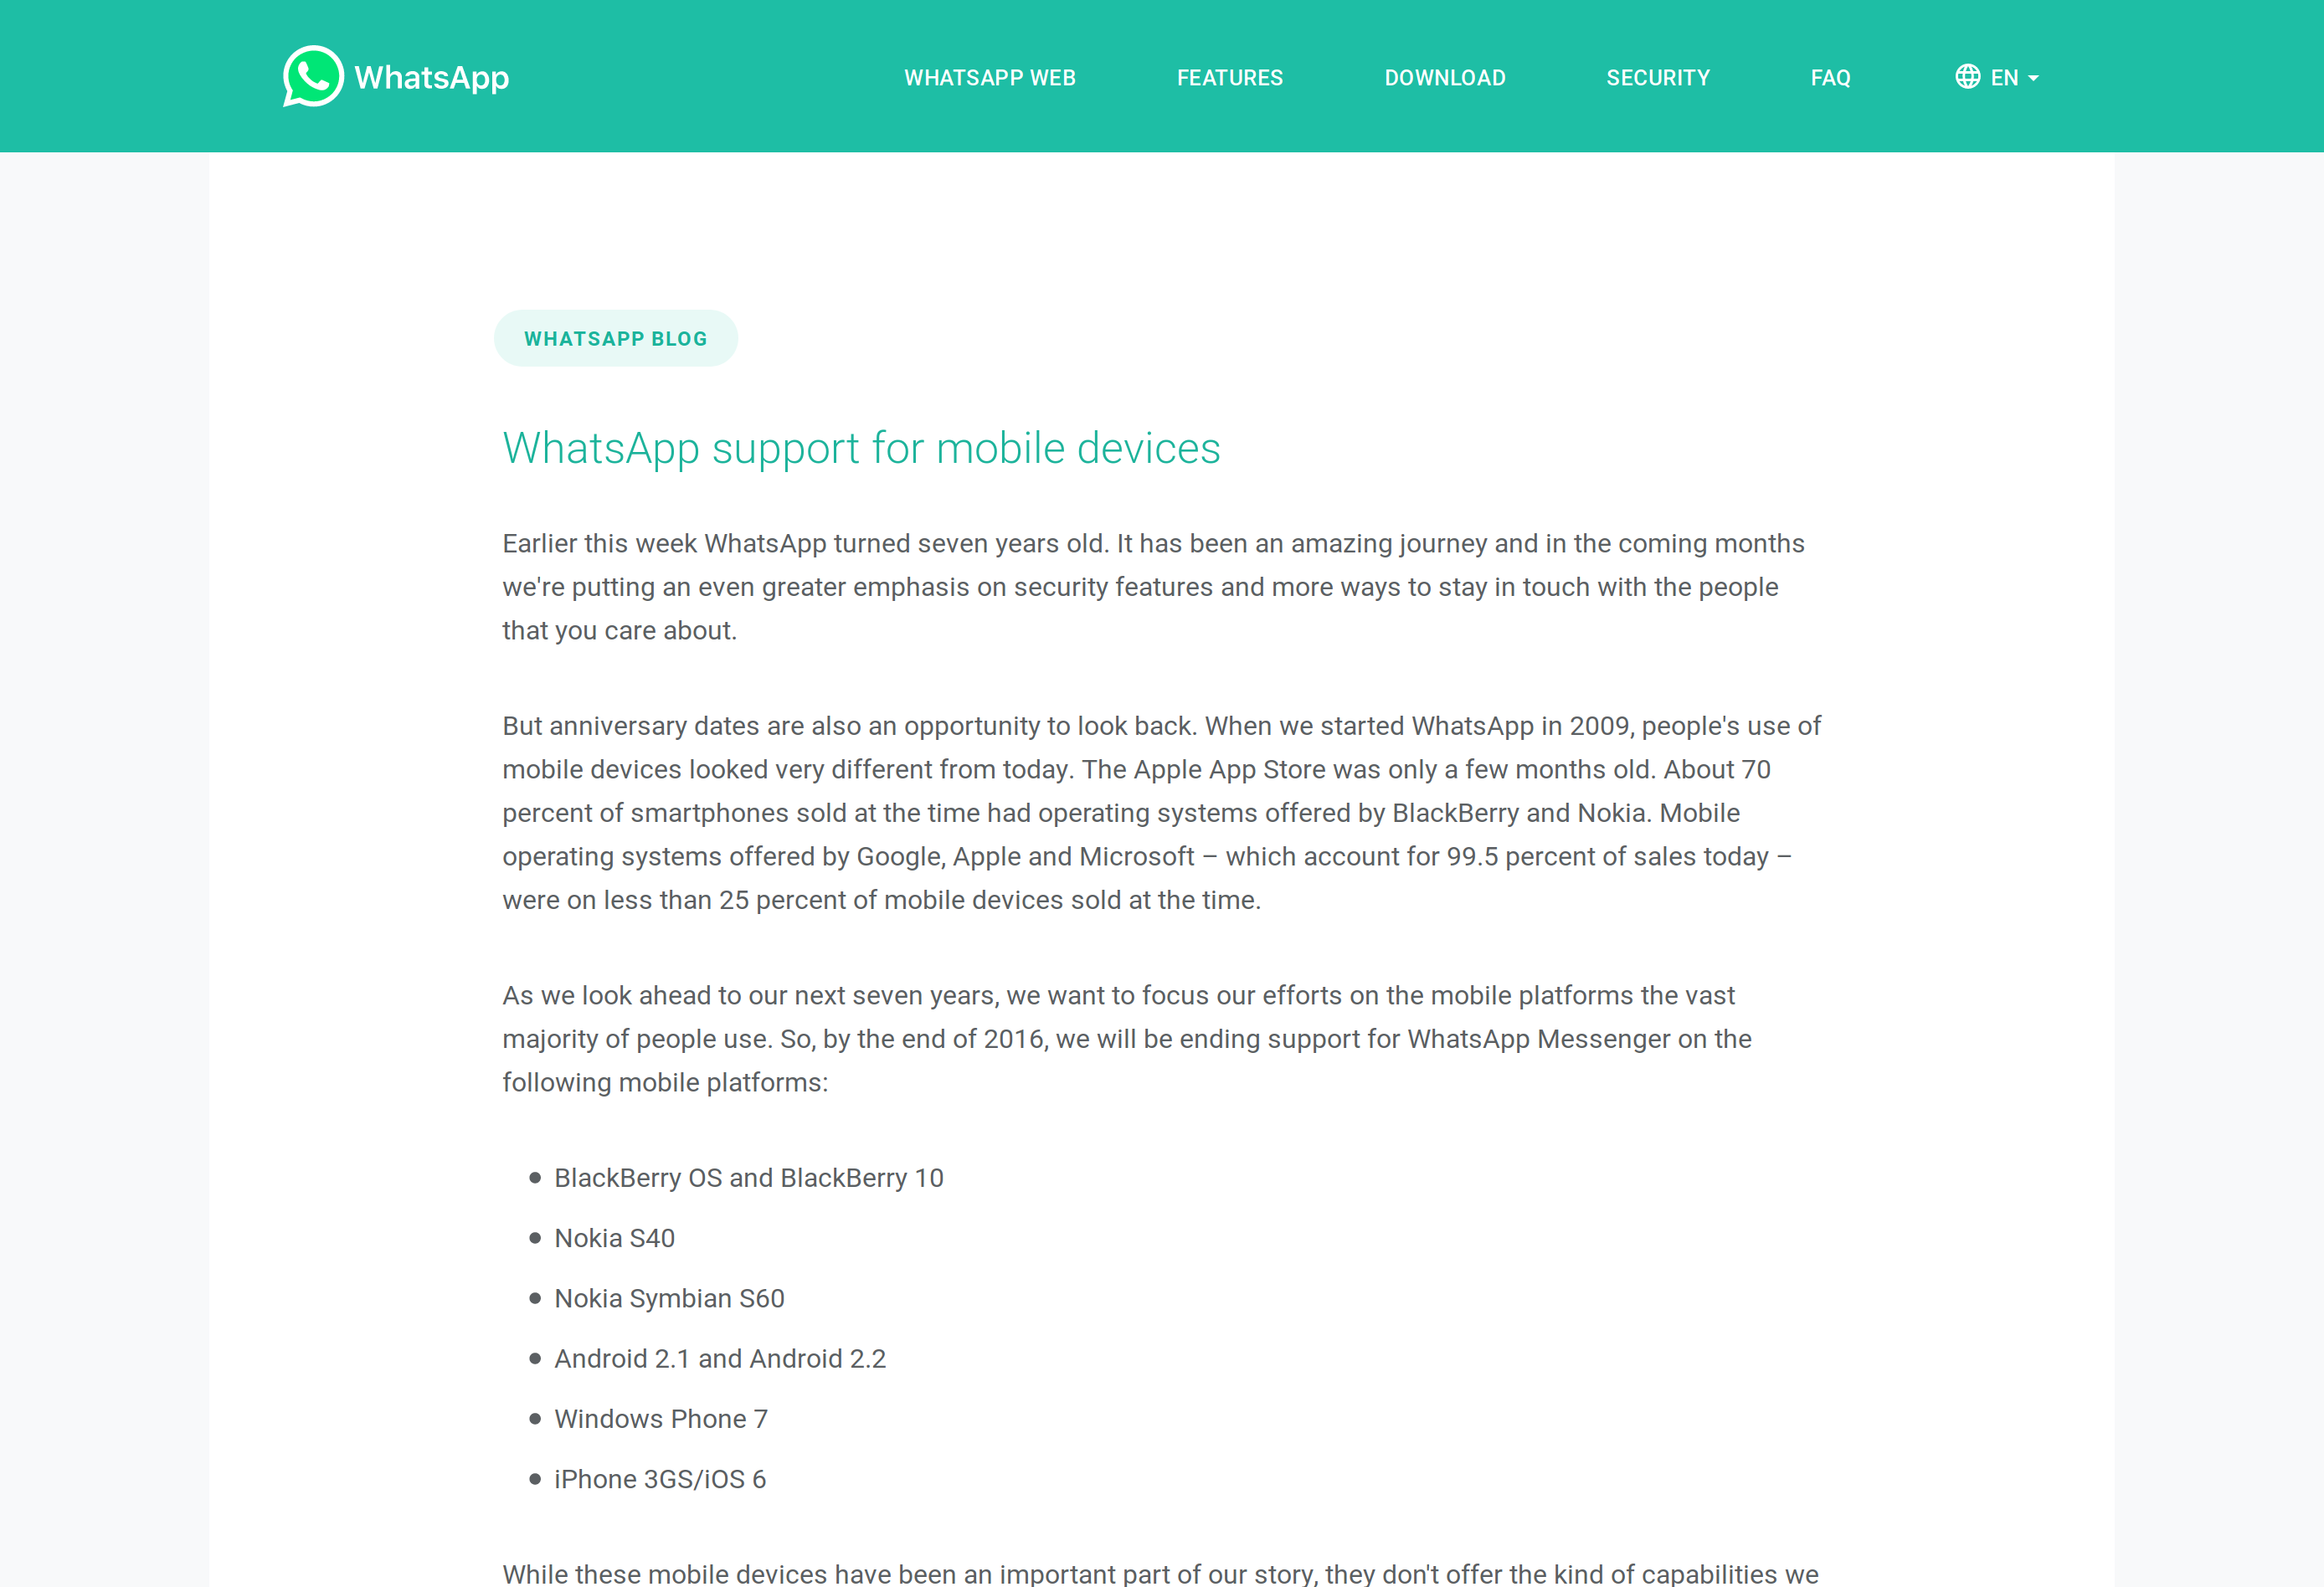 WhatsApp
WHATSAPP WEB
FEATURES
DOWNLOAD
SECURITY
FAQ
EN
WHATSAPP BLOG
WhatsApp support for mobile devices
Earlier this week WhatsApp turned seven years old. It has been an amazing journey and in the coming months
we're putting an even greater emphasis on security features and more ways to stay in touch with the people
that you care about.
But anniversary dates are also an opportunity to look back. When we started WhatsApp in 2009, people's use of
mobile devices looked very different from today. The Apple App Store was only a few months old. About 70
percent of smartphones sold at the time had operating systems offered by BlackBerry and Nokia. Mobile
operating systems offered by Google, Apple and Microsoft – which account for 99.5 percent of sales today –
were on less than 25 percent of mobile devices sold at the time.
As we look ahead to our next seven years, we want to focus our efforts on the mobile platforms the vast
majority of people use. So, by the end of 2016, we will be ending support for WhatsApp Messenger on the
following mobile platforms:
● BlackBerry OS and BlackBerry 10
● Nokia S40
● Nokia Symbian S60
● Android 2.1 and Android 2.2
● Windows Phone 7
● iPhone 3GS/iOS 6
While these mobile devices have been an important part of our story, they don't offer the kind of capabilities we